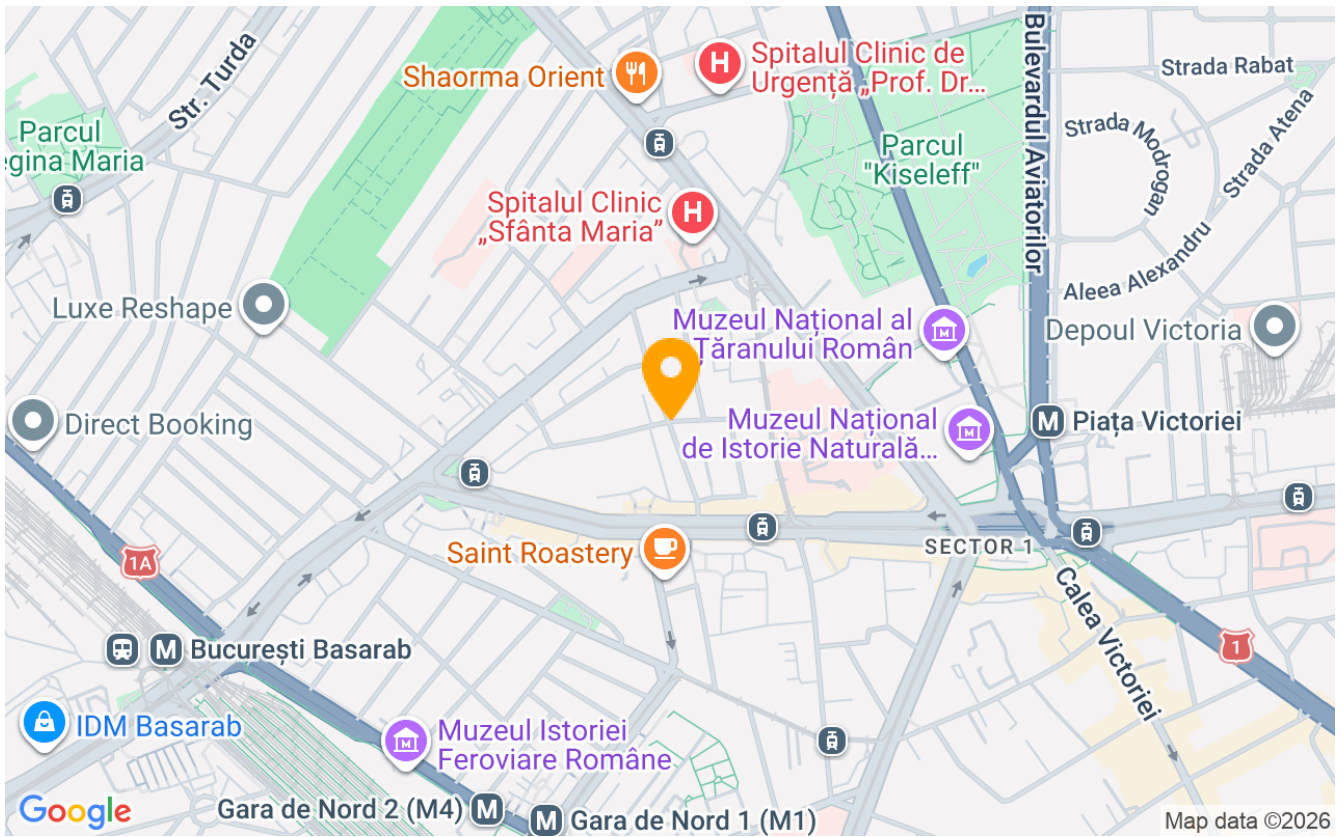 Str. Turda
Shaorma Orient
Spitalul Clinic de
Urgență „Prof. Dr...
Bulevardul Aviatorilor
Strada Rabat
Strada Atena
Strada Modrogan
Parcul
egina Maria
Parcul
"Kiseleff"
Spitalul Clinic
„Sfânta Maria”
Aleea Alexandru
Luxe Reshape
Muzeul Național al
Țăranului Român
Depoul Victoria
Direct Booking
Muzeul Național
de Istorie Naturală...
Piața Victoriei
1A
Saint Roastery
SECTOR 1
Calea Victoriei
1
București Basarab
IDM Basarab
Muzeul Istoriei
Feroviare Române
Google
Gara de Nord 2 (M4)
Gara de Nord 1 (M1)
Map data ©2026